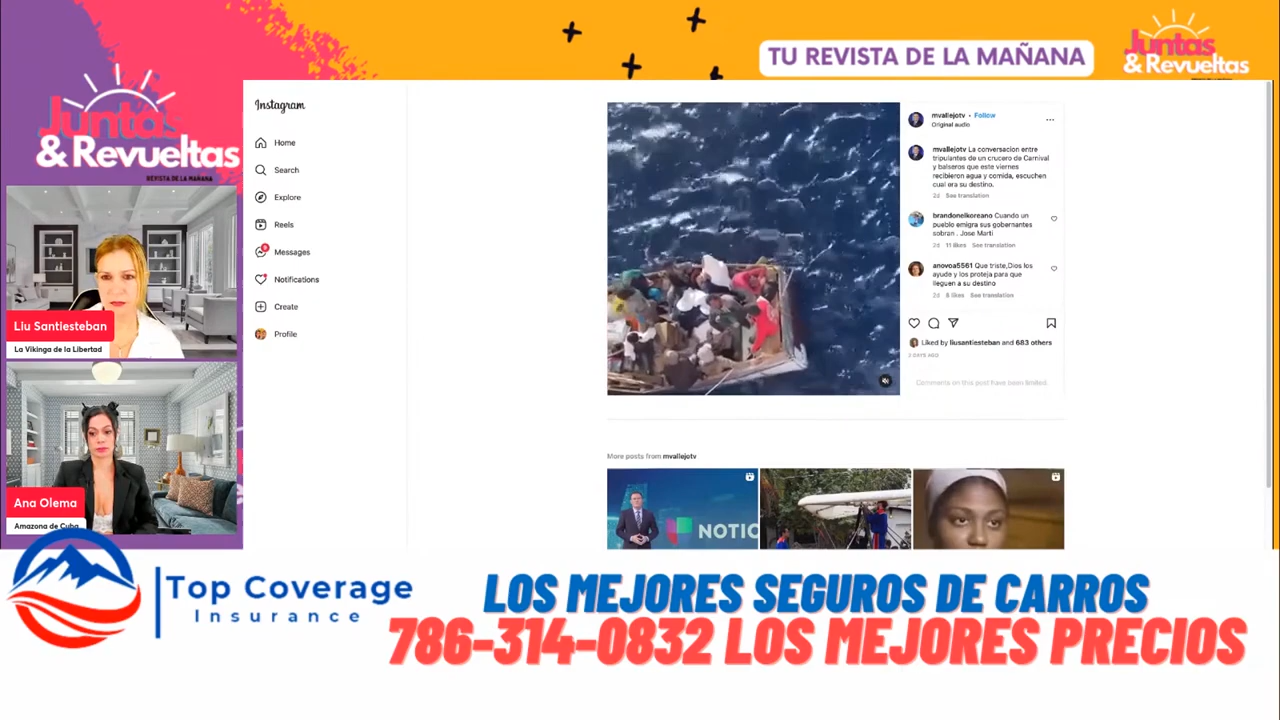 TU REVISTA DE LA MAÑANA
Juntas
& Revueltas
Juntas
& Revueltas
REVISTA DE LA MAÑANA
Liu Santiesteban
La Vikinga de la Libertad
Ana Olema
Amazona de Cuba
Instagram
Home
Search
Explore
Reels
Messages
Notifications
Create
Profile
mvallejotv • Follow
Original audio
mvallejotv La conversacion entre
tripulantes de un crucero de Carnival
y balseros que este viernes
recibieron agua y comida, escuchen
cual era su destino.
2d See translation
brandonelkoreano Cuando un
pueblo emigra sus gobernantes
sobran . Jose Marti
2d 11 likes See translation
anovoa5561 Que triste,Dios los
ayude y los proteja para que
lleguen a su destino
2d 5 likes See translation
Liked by liusantiesteban and 683 others
2 DAYS AGO
Comments on this post have been limited.
More posts from mvallejotv
NOTIC
Top Coverage
Insurance
LOS MEJORES SEGUROS DE CARROS
786-314-0832 LOS MEJORES PRECIOS